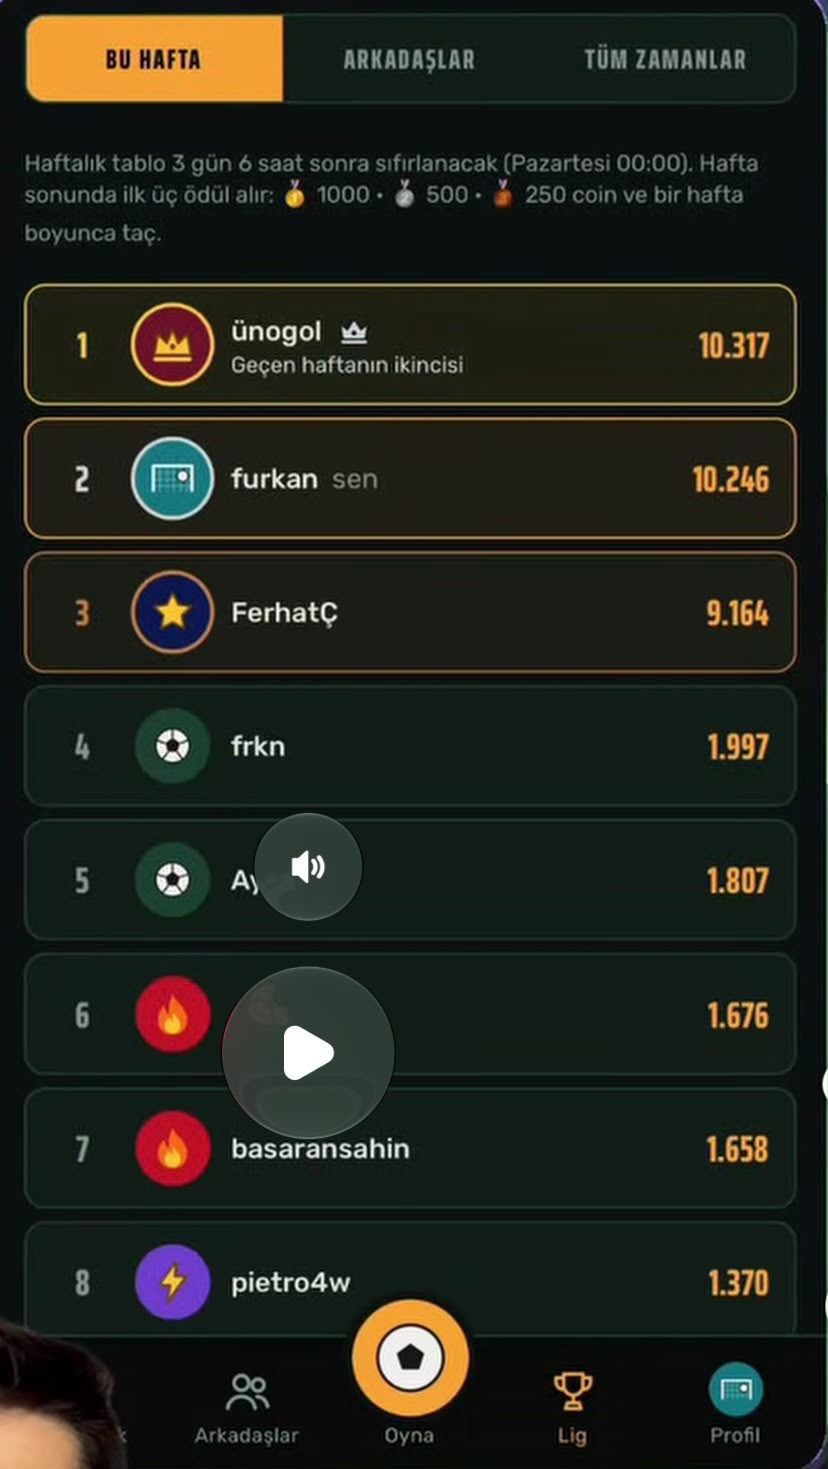 BU HAFTA
ARKADAŞLAR
TÜM ZAMANLAR
Haftalık tablo 3 gün 6 saat sonra sıfırlanacak (Pazartesi 00:00). Hafta
sonunda ilk üç ödül alır: 🥇 1000 • 🥈 500 • 🥉 250 coin ve bir hafta
boyunca taç.
1 ünogol 10.317
Geçen haftanın ikincisi
2 furkan sen 10.246
3 FerhatÇ 9.164
4 frkn 1.997
5 1.807
6 1.676
7 basaransahin 1.658
8 pietro4w 1.370
Arkadaşlar
Oyna
Lig
Profil